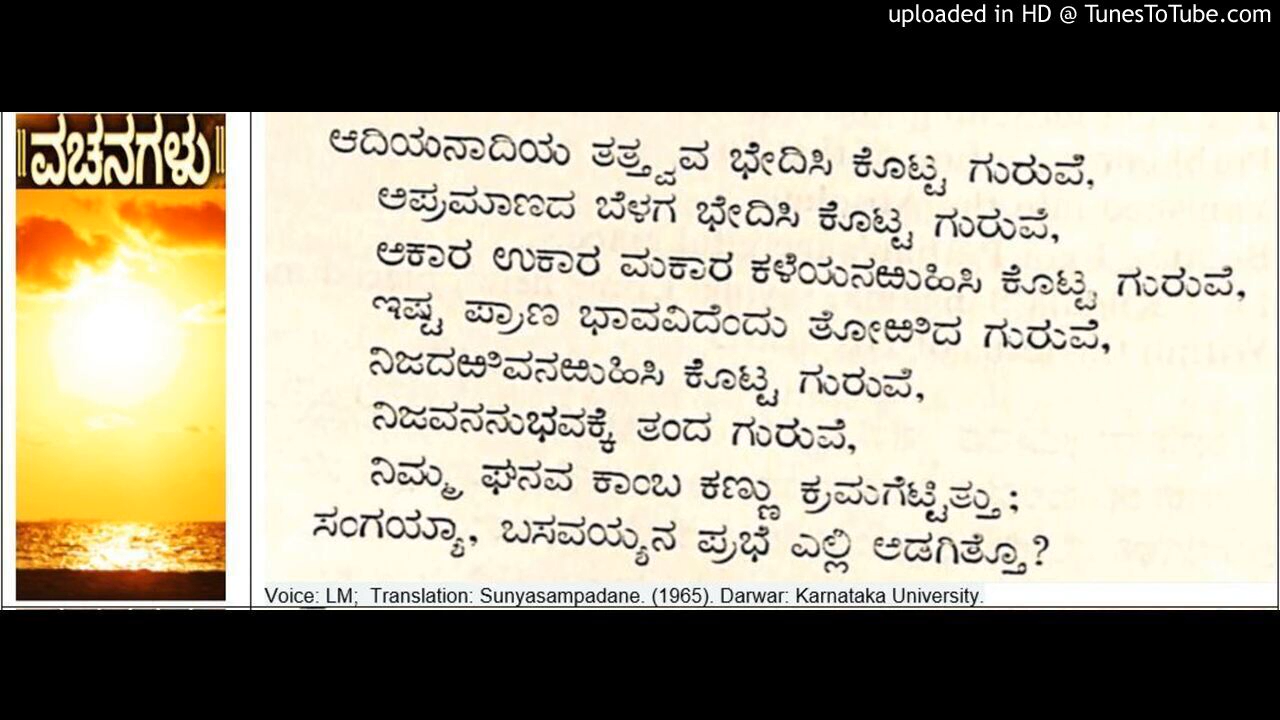 uploaded in HD @ TunesToTube.com
॥ವಚನಗಳು॥
ಆದಿಯನಾದಿಯ ತತ್ತ್ವವ ಭೇದಿಸಿ ಕೊಟ್ಟ ಗುರುವೆ,
ಅಪ್ರಮಾಣದ ಬೆಳಗ ಭೇದಿಸಿ ಕೊಟ್ಟ ಗುರುವೆ,
ಅಕಾರ ಉಕಾರ ಮಕಾರ ಕಳೆಯನಱುಹಿಸಿ ಕೊಟ್ಟ ಗುರುವೆ,
ಇಷ್ಟ ಪ್ರಾಣ ಭಾವವಿದೆಂದು ತೋಱಿದ ಗುರುವೆ,
ನಿಜದಱಿವನಱುಹಿಸಿ ಕೊಟ್ಟ ಗುರುವೆ,
ನಿಜವನನುಭವಕ್ಕೆ ತಂದ ಗುರುವೆ,
ನಿಮ್ಮ ಘನವ ಕಾಂಬ ಕಣ್ಣು ಕ್ರಮಗೆಟ್ಟಿತ್ತು;
ಸಂಗಯ್ಯಾ, ಬಸವಯ್ಯನ ಪ್ರಭೆ ಎಲ್ಲಿ ಅಡಗಿತ್ತೊ?
Voice: LM; Translation: Sunyasampadane. (1965). Darwar: Karnataka University.